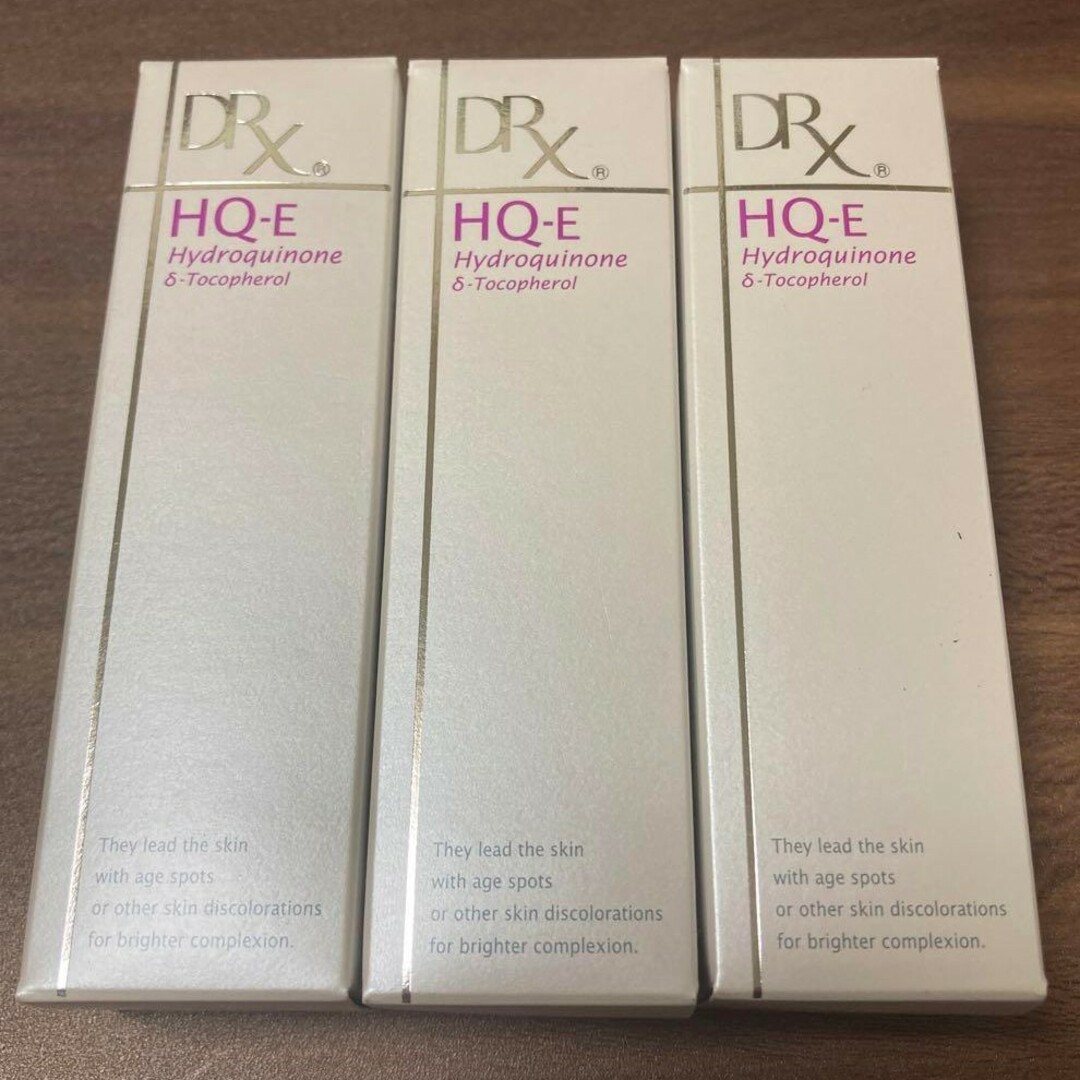 DRX®
HQ-E
Hydroquinone
δ-Tocopherol
They lead the skin
with age spots
or other skin discolorations
for brighter complexion.
DRX®
HQ-E
Hydroquinone
δ-Tocopherol
They lead the skin
with age spots
or other skin discolorations
for brighter complexion.
DRX®
HQ-E
Hydroquinone
δ-Tocopherol
They lead the skin
with age spots
or other skin discolorations
for brighter complexion.